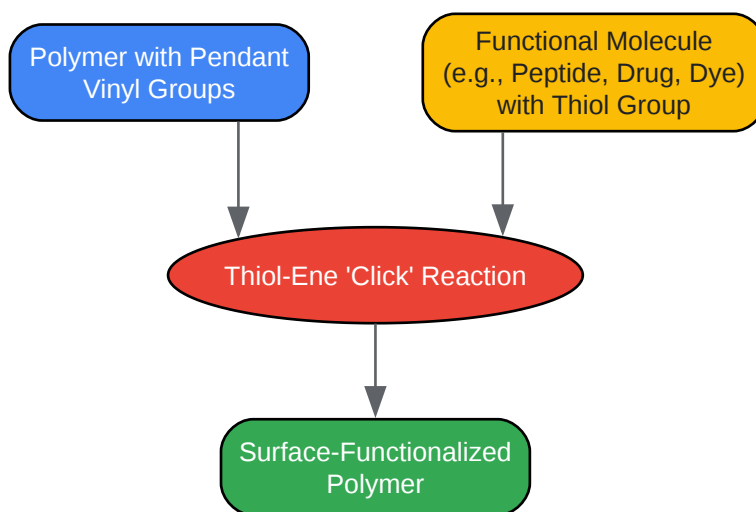 Polymer with Pendant
Vinyl Groups
Functional Molecule
(e.g., Peptide, Drug, Dye)
with Thiol Group
Thiol-Ene 'Click' Reaction
Surface-Functionalized
Polymer